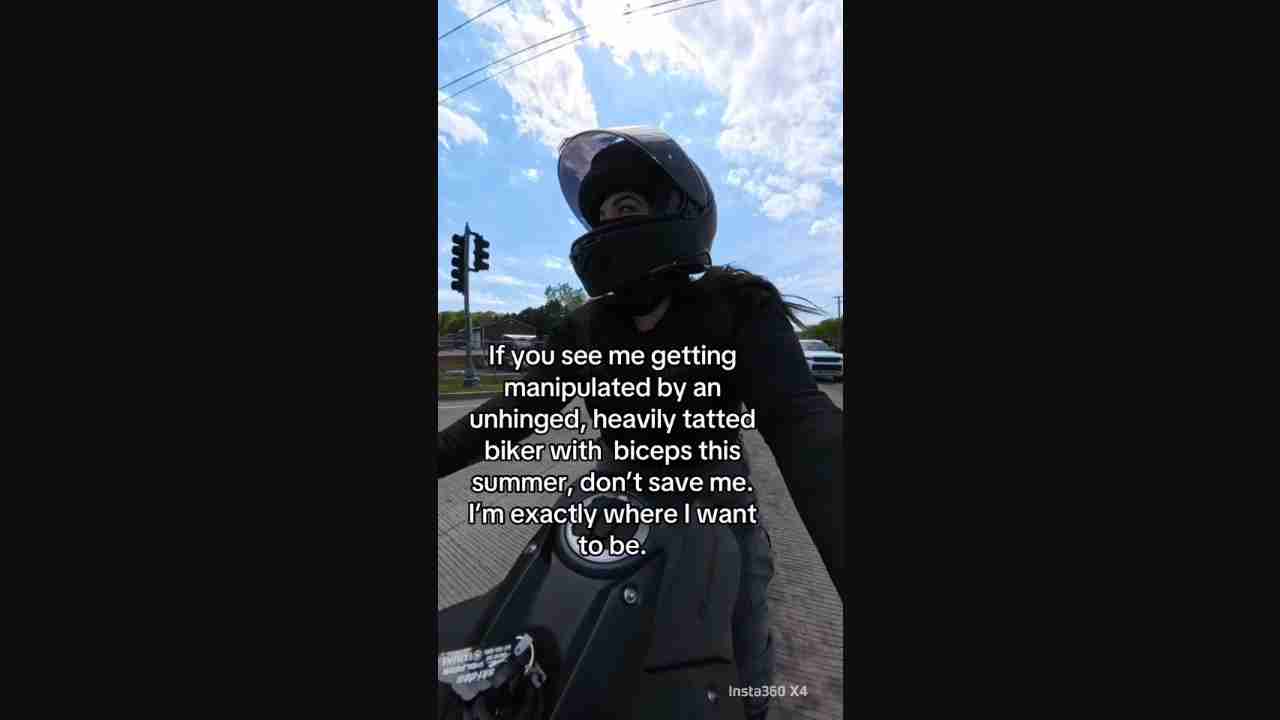 If you see me getting
manipulated by an
unhinged, heavily tatted
biker with  biceps this
summer, don’t save me.
I’m exactly where I want
to be.
Insta360 X4